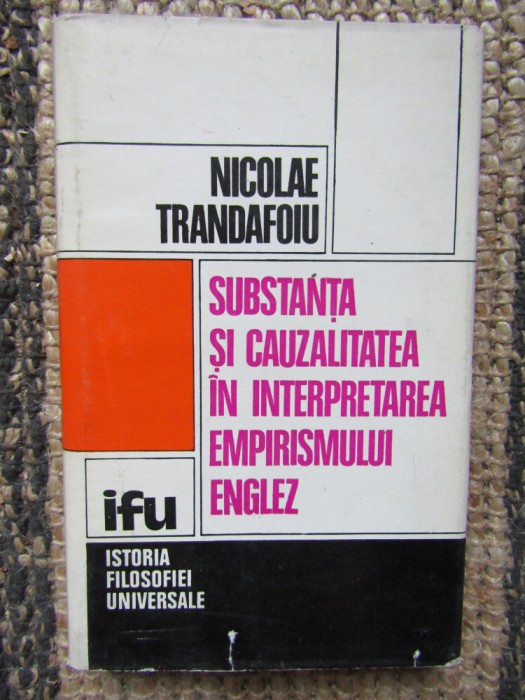 NICOLAE
TRANDAFOIU
SUBSTANȚA
ȘI CAUZALITATEA
ÎN INTERPRETAREA
EMPIRISMULUI
ENGLEZ
ifu
ISTORIA
FILOSOFIEI
UNIVERSALE